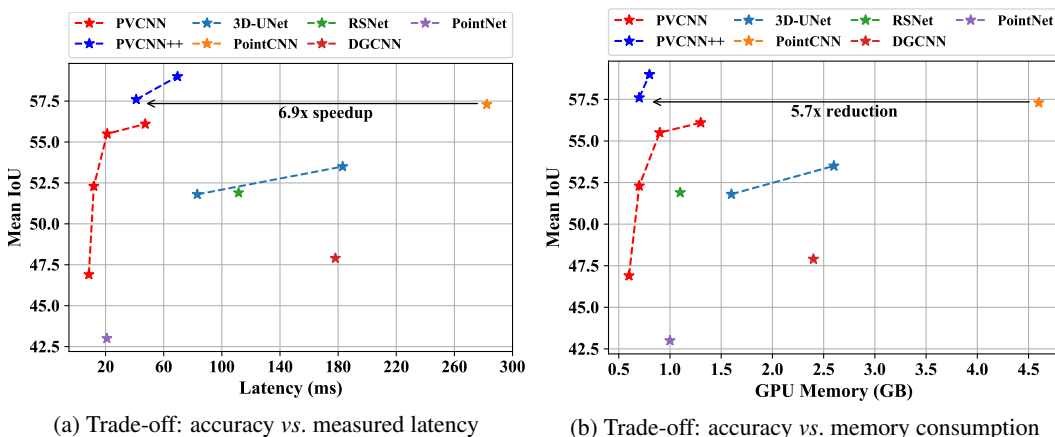 PVCNN 3D-UNet RSNet PointNet
PVCNN++ PointCNN DGCNN
57.5
55.0
52.5
50.0
47.5
45.0
42.5
Mean IoU
6.9x speedup
20 60 100 140 180 220 260 300
Latency (ms)
(a) Trade-off: accuracy vs. measured latency
PVCNN 3D-UNet RSNet PointNet
PVCNN++ PointCNN DGCNN
57.5
55.0
52.5
50.0
47.5
45.0
42.5
Mean IoU
5.7x reduction
0.5 1.0 1.5 2.0 2.5 3.0 3.5 4.0 4.5
GPU Memory (GB)
(b) Trade-off: accuracy vs. memory consumption